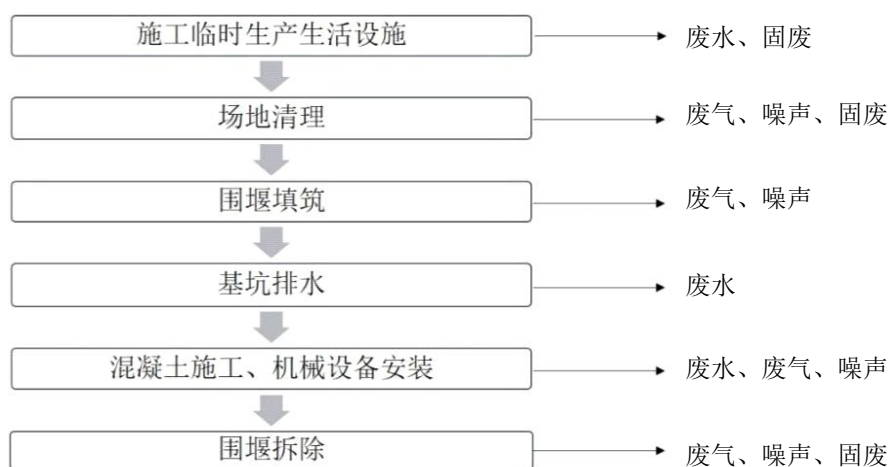 施工临时生产生活设施
废水、固废
场地清理
废气、噪声、固废
围堰填筑
废气、噪声
基坑排水
废水
混凝土施工、机械设备安装
废水、废气、噪声
围堰拆除
废气、噪声、固废